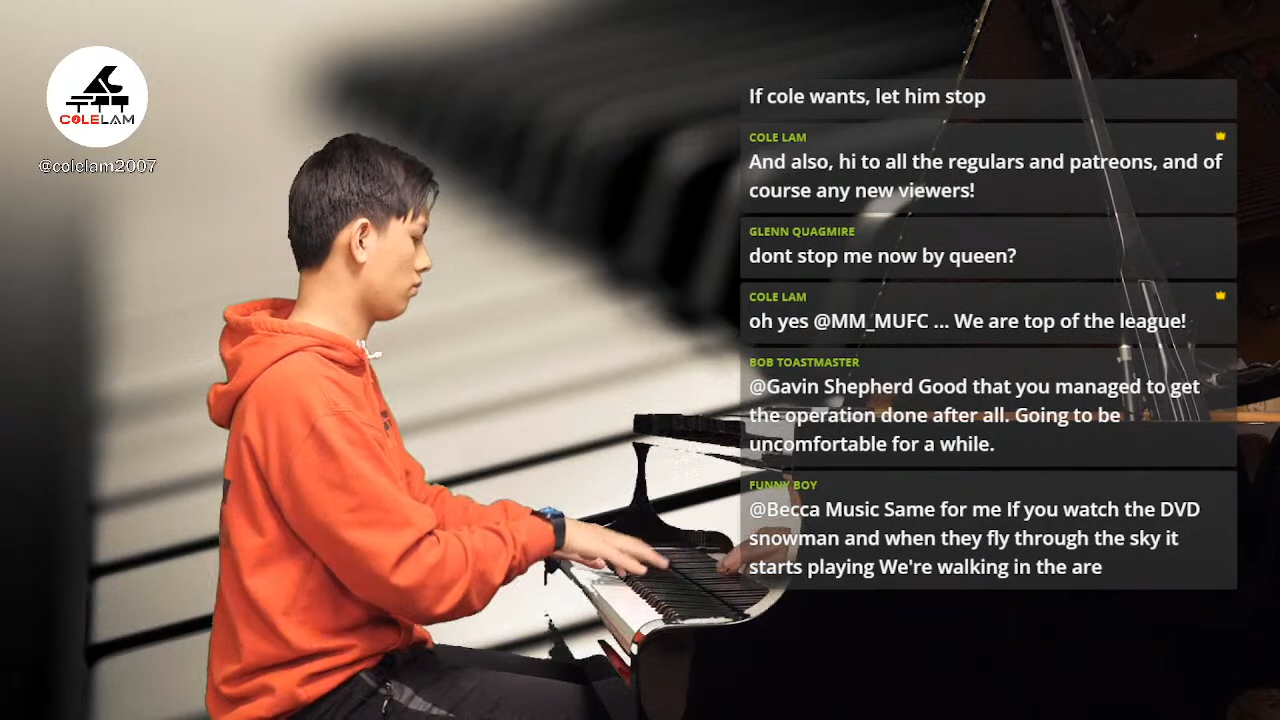 COLELAM
@colelam2007
If cole wants, let him stop
COLE LAM
And also, hi to all the regulars and patreons, and of
course any new viewers!
GLENN QUAGMIRE
dont stop me now by queen?
COLE LAM
oh yes @MM_MUFC ... We are top of the league!
BOB TOASTMASTER
@Gavin Shepherd Good that you managed to get
the operation done after all. Going to be
uncomfortable for a while.
FUNNY BOY
@Becca Music Same for me If you watch the DVD
snowman and when they fly through the sky it
starts playing We're walking in the are